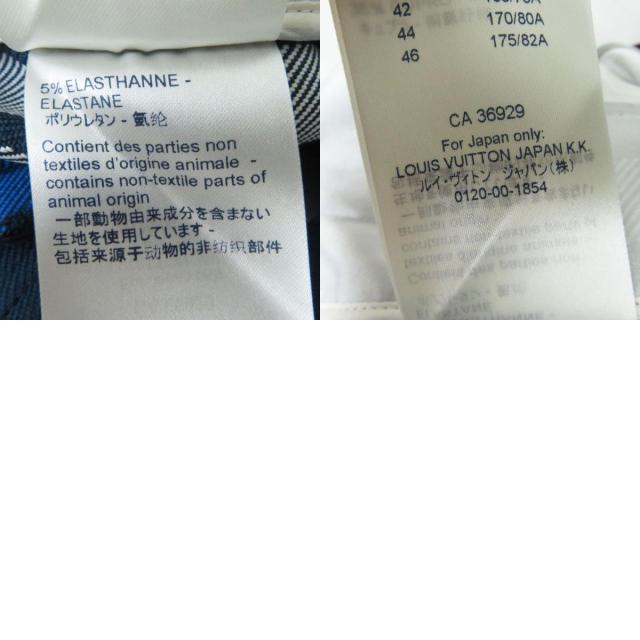 5% ELASTHANNE -
ELASTANE
ポリウレタン - 氨纶
Contient des parties non
textiles d'origine animale -
contains non-textile parts of
animal origin
一部動物由来成分を含まない
生地を使用しています -
包括来源于动物的非纺织部件
42
44 170/80A
46 175/82A
CA 36929
For Japan only:
LOUIS VUITTON JAPAN K.K.
ルイ・ヴィトン ジャパン(株)
0120-00-1854